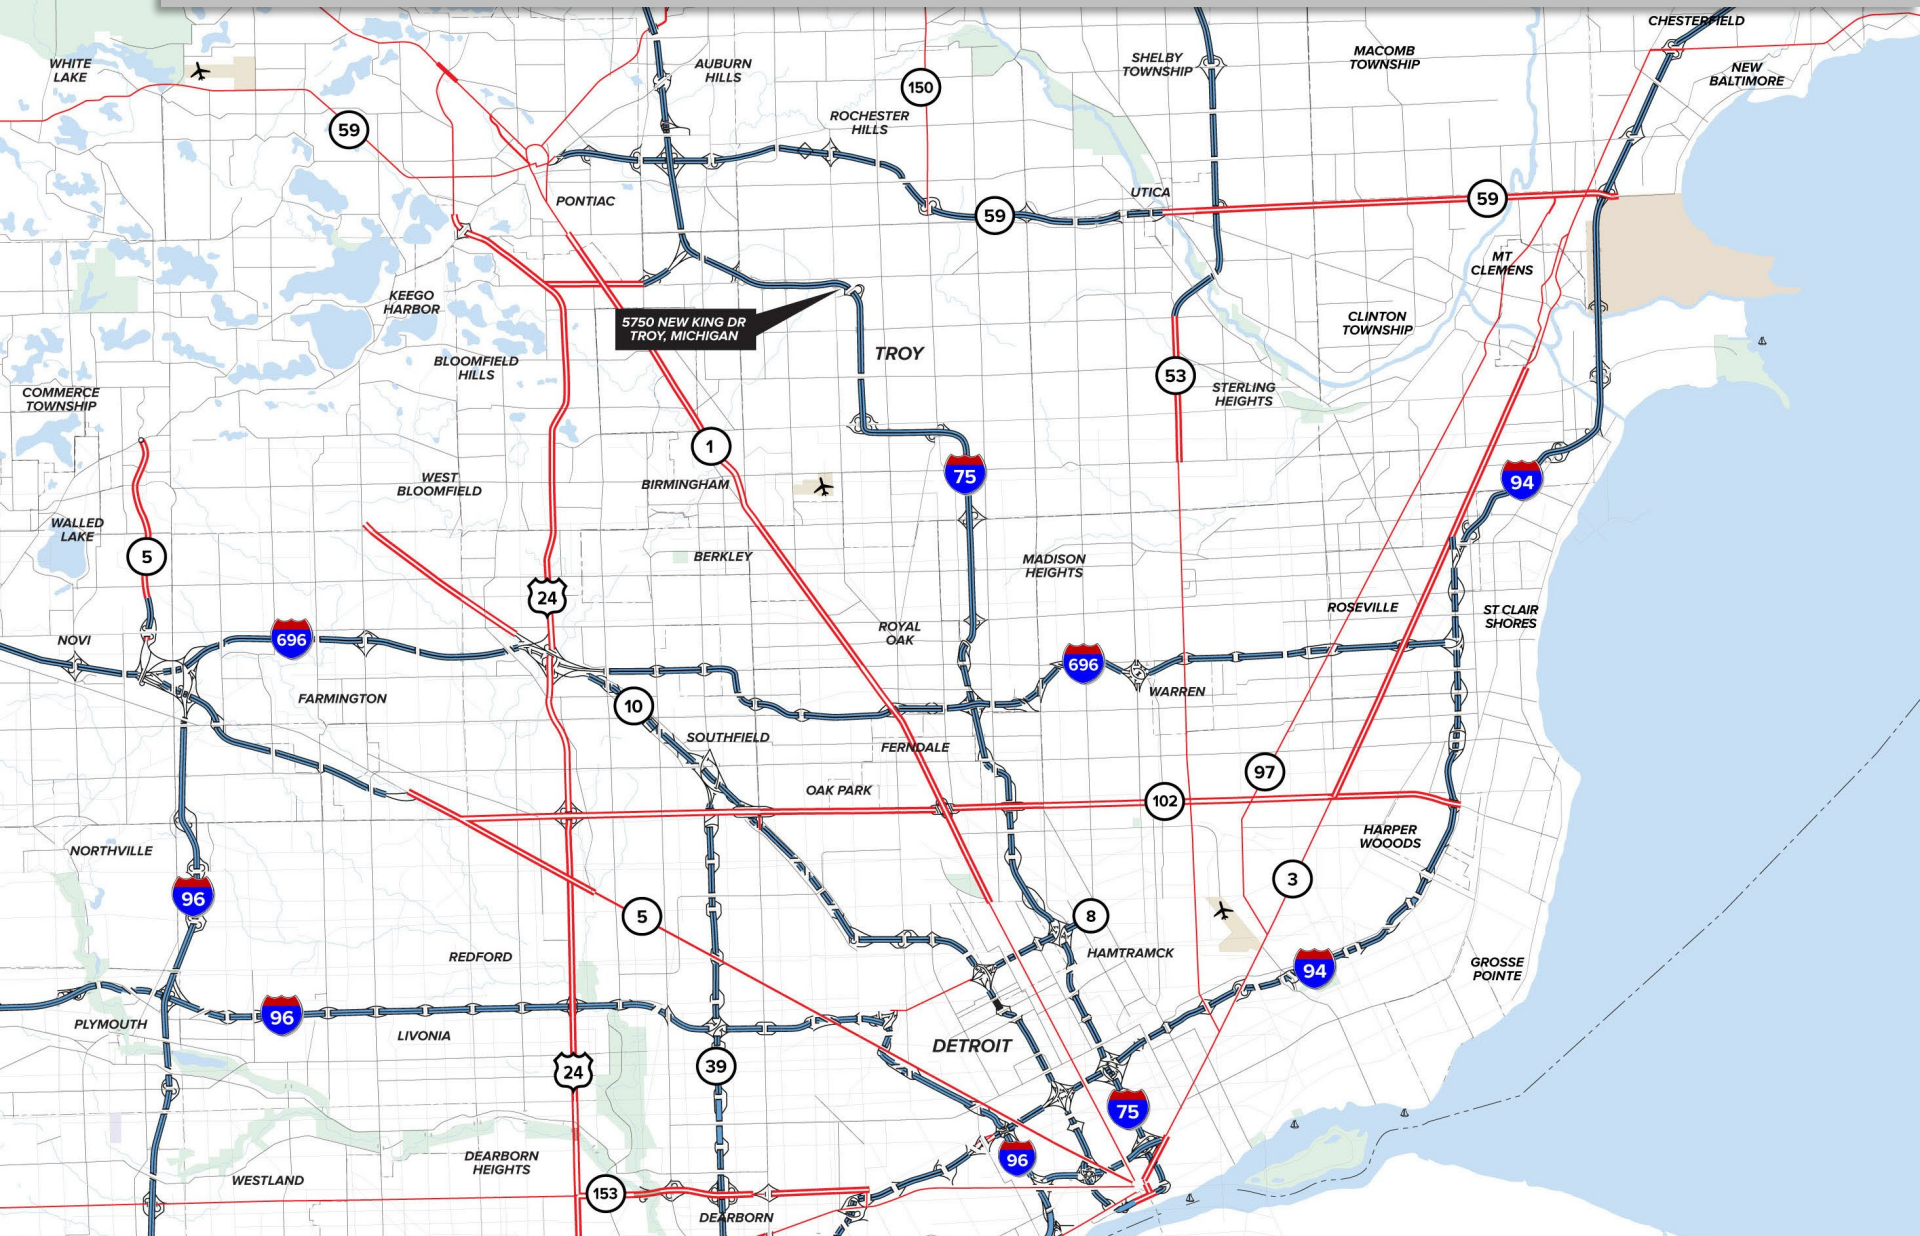 CHESTERFIELD
WHITE
LAKE
AUBURN
HILLS
SHELBY
TOWNSHIP
MACOMB
TOWNSHIP
NEW
BALTIMORE
150
59
ROCHESTER
HILLS
PONTIAC
UTICA
59
59
MT
CLEMENS
KEEGO
HARBOR
5750 NEW KING DR
TROY, MICHIGAN
CLINTON
TOWNSHIP
TROY
BLOOMFIELD
HILLS
53
STERLING
HEIGHTS
COMMERCE
TOWNSHIP
1
WEST
BLOOMFIELD
BIRMINGHAM
75
94
WALLED
LAKE
5
BERKLEY
MADISON
HEIGHTS
24
ROSEVILLE
ST CLAIR
SHORES
NOVI
696
ROYAL
OAK
696
WARREN
FARMINGTON
10
SOUTHFIELD
FERNDALE
97
OAK PARK
102
HARPER
WOOODS
NORTHVILLE
96
3
5
8
REDFORD
HAMTRAMCK
94
GROSSE
POINTE
96
PLYMOUTH
LIVONIA
DETROIT
24
39
75
DEARBORN
HEIGHTS
96
WESTLAND
153
DEARBORN